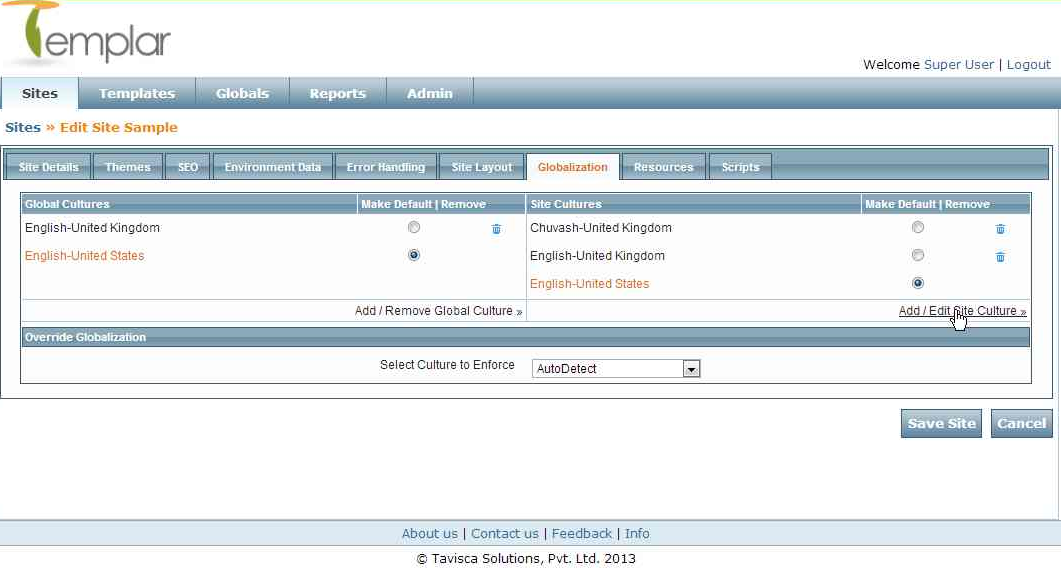 Templar
Welcome Super User | Logout
Sites Templates Globals Reports Admin
Sites » Edit Site Sample
Site Details Themes SEO Environment Data Error Handling Site Layout Globalization Resources Scripts
Global Cultures Make Default | Remove Site Cultures Make Default | Remove
English-United Kingdom Chuvash-United Kingdom
English-United States English-United Kingdom
English-United States
Add / Remove Global Culture » Add / Edit Site Culture »
Override Globalization
Select Culture to Enforce AutoDetect
Save Site Cancel
About us | Contact us | Feedback | Info
© Tavisca Solutions, Pvt. Ltd. 2013